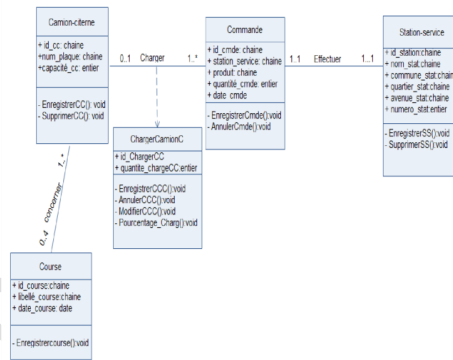 Camion-citerne
+ id_cc: chaine
+num_plaque: chaine
+capacité_cc: entier
- EnregistrerCC(): void
- SupprimerCC(): void
0..1 Charger 1..*
Commande
+ id_cmde: chaine
+ station_service: chaine
+ produit: chaine
+ quantité_cmde: entier
+ date cmde
- EnregistrerCmde():void
- AnnulerCmde: void
1..1 Effectuer 1...1
Station-service
+ id_station:chaine
+ nom_stat:chaine
+ commune_stat:chaine
+ quartier_stat:chaine
+ avenue_stat:chaine
+ numero_stat:entier
- EnregistrerSS():void
- SupprimerSS():void
ChargerCamionC
+ id_ChargerCC
+ quantite_chargeCC:entier
- EnregistrerCCC():void
- AnnulerCCC():void
- ModifierCCC():void
- Pourcentage_Charg():void
0..4 concerner 1..*
Course
+ id_course:chaine
+ libellé_course:chaine
+ date_course: date
- Enregistrercourse():void